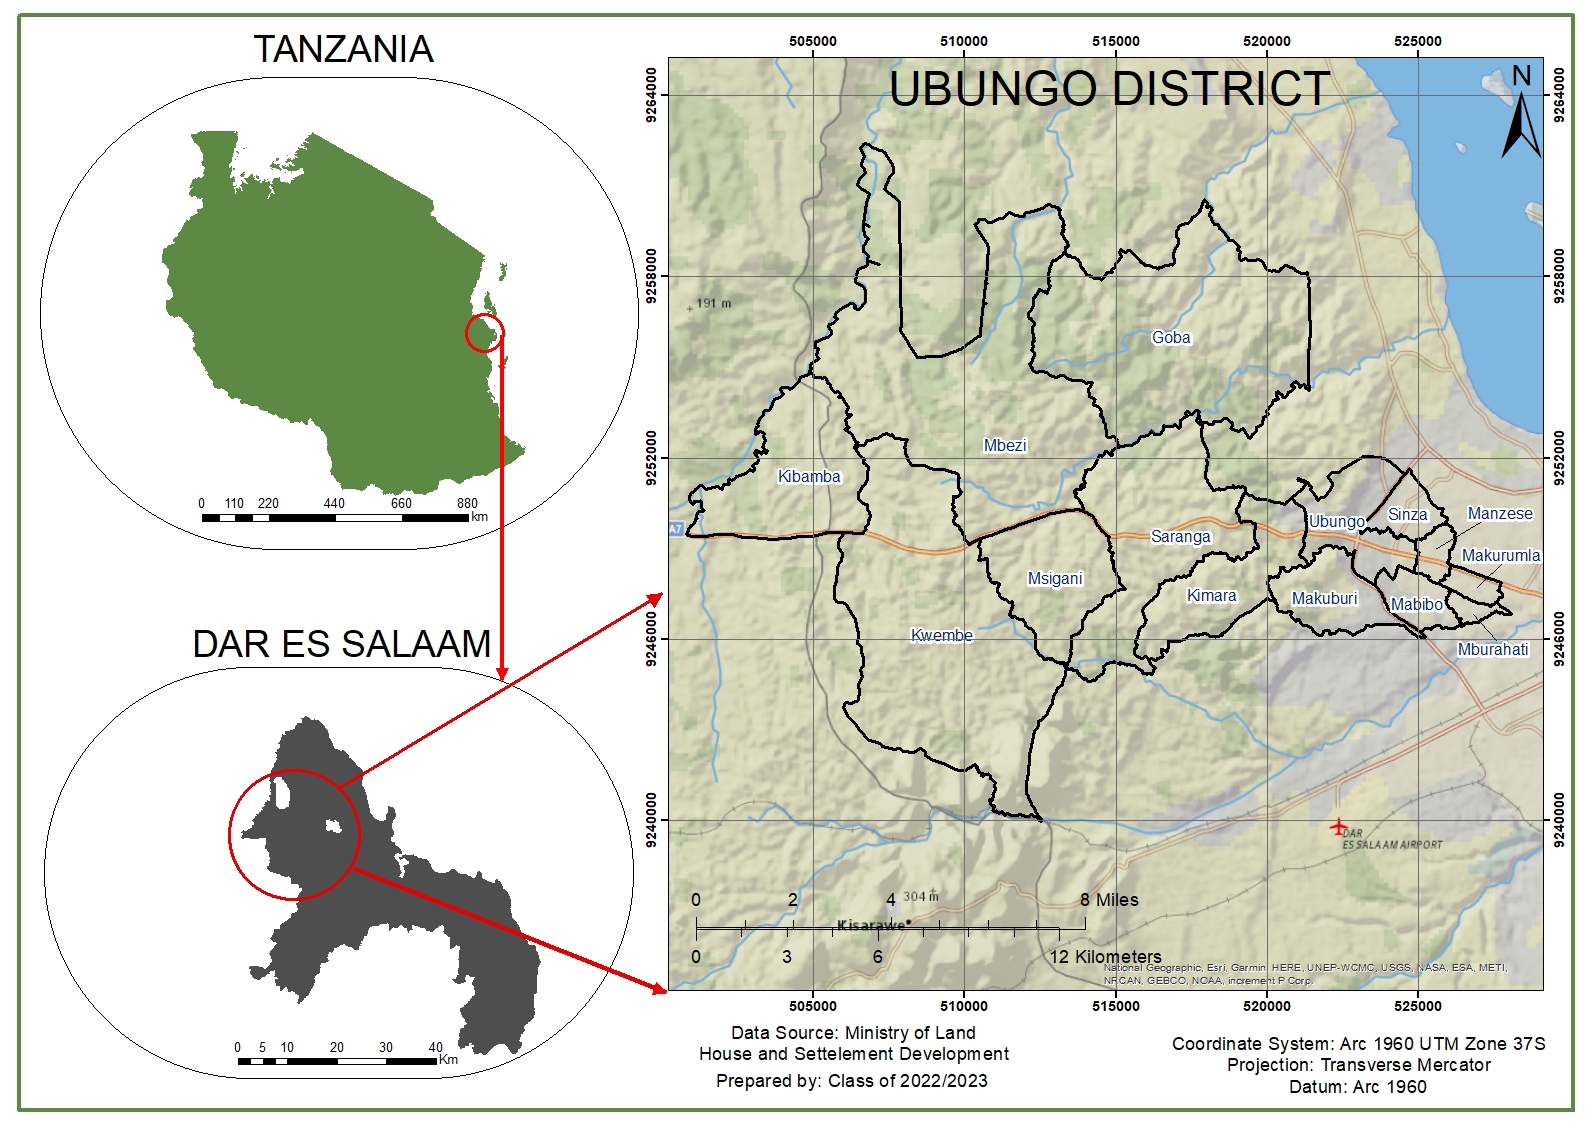 TANZANIA
0 110 220 440 660 880
km
DAR ES SALAAM
0 5 10 20 30 40
Km
505000 510000 515000 520000 525000
UBUNGO DISTRICT
N
9264000
9264000
9258000
9258000
191 m
Goba
Mbezi
9252000
9252000
Kibamba
A7
Saranga
Ubungo
Sinza
Manzese
Makurumla
Msigani
Kimara
Makuburi
Mabibo
Kwembe
Mburahati
9246000
9246000
9240000
9240000
DAR
ES SALAAM AIRPORT
304 m
Kisarawe
0 2 4 8 Miles
0 3 6 12 Kilometers
National Geographic, Esri, Garmin, HERE, UNEP-WCMC, USGS, NASA, ESA, METI,
NRCAN, GEBCO, NOAA, increment P Corp.
505000 510000 515000 520000 525000
Data Source: Ministry of Land
House and Settelement Development
Prepared by: Class of 2022/2023
Coordinate System: Arc 1960 UTM Zone 37S
Projection: Transverse Mercator
Datum: Arc 1960